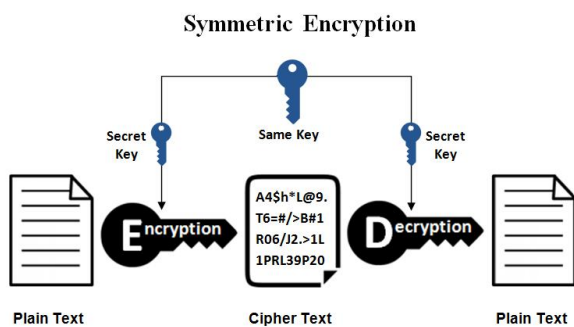 Symmetric Encryption
Secret
Key
Same Key
Secret
Key
Encryption
A4$h*L@9.
T6=#/>B#1
R06/J2.>1L
1PRL39P20
Decryption
Plain Text
Cipher Text
Plain Text